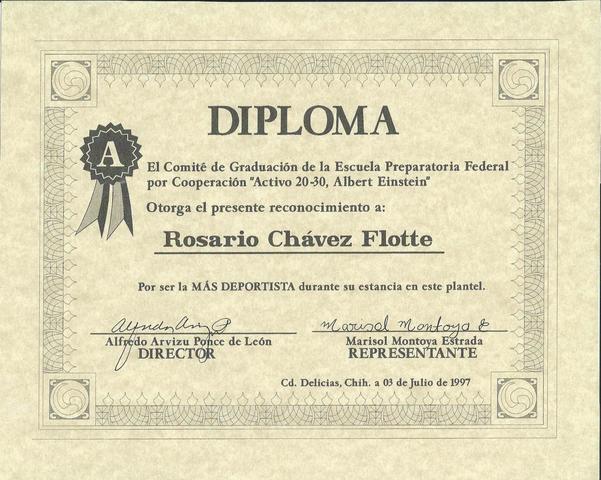 DIPLOMA
A
El Comité de Graduación de la Escuela Preparatoria Federal
por Cooperación "Activo 20-30, Albert Einstein"
Otorga el presente reconocimiento a:
Rosario Chávez Flotte
Por ser la MÁS DEPORTISTA durante su estancia en este plantel.
Marisol Montoya E
Alfredo Arvizu Ponce de León
DIRECTOR
Marisol Montoya Estrada
REPRESENTANTE
Cd. Delicias, Chih. a 03 de Julio de 1997